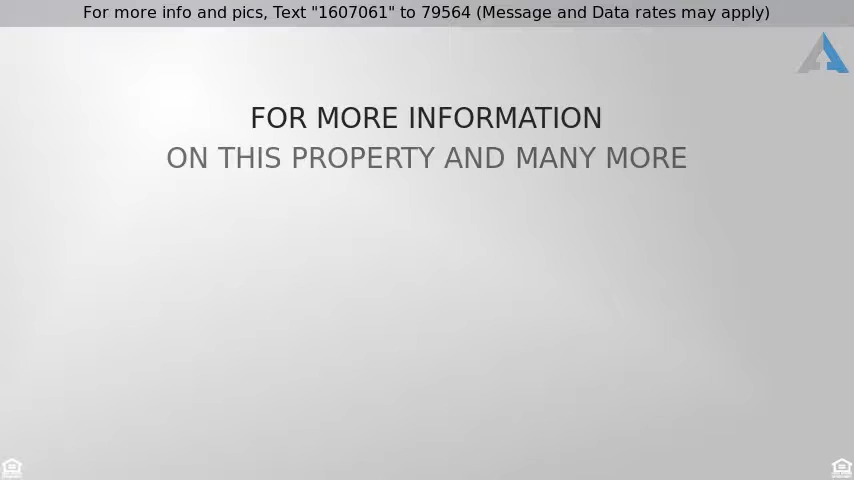 For more info and pics, Text "1607061" to 79564 (Message and Data rates may apply)
FOR MORE INFORMATION
ON THIS PROPERTY AND MANY MORE